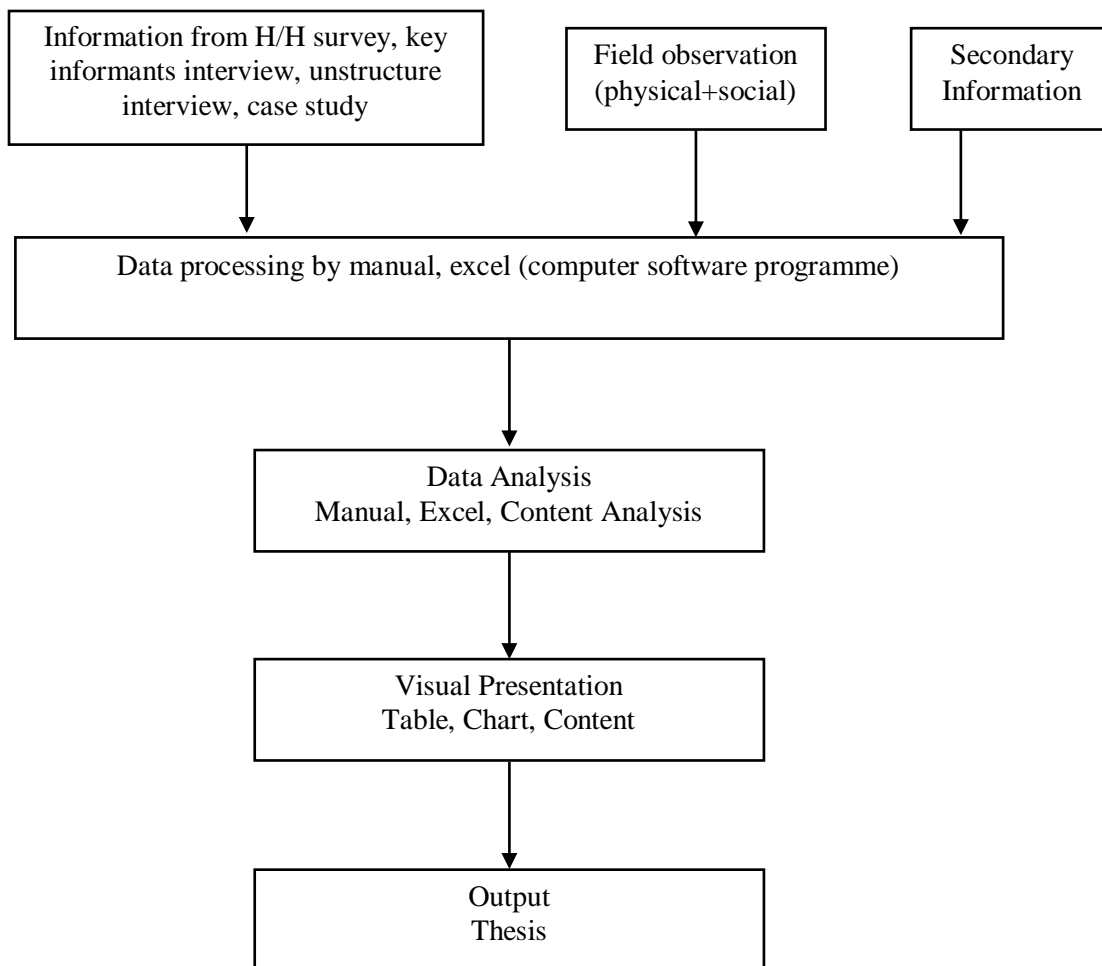 Information from H/H survey, key
informants interview, unstructure
interview, case study
Field observation
(physical+social)
Secondary
Information
Data processing by manual, excel (computer software programme)
Data Analysis
Manual, Excel, Content Analysis
Visual Presentation
Table, Chart, Content
Output
Thesis